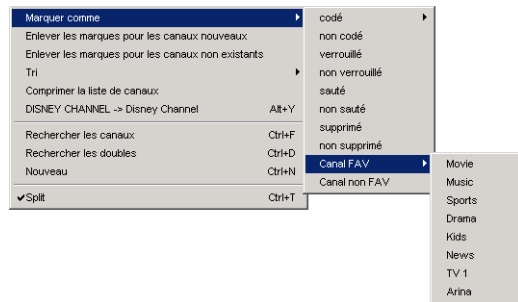 Marquer comme
Enlever les marques pour les canaux nouveaux
Enlever les marques pour les canaux non existants
Tri
Comprimer la liste de canaux
DISNEY CHANNEL -> Disney Channel Alt+Y
Rechercher les canaux Ctrl+F
Rechercher les doubles Ctrl+D
Nouveau Ctrl+N
Split Ctrl+T
codé
non codé
verrouillé
non verrouillé
sauté
non sauté
supprimé
non supprimé
Canal FAV
Canal non FAV
Movie
Music
Sports
Drama
Kids
News
TV 1
Arina